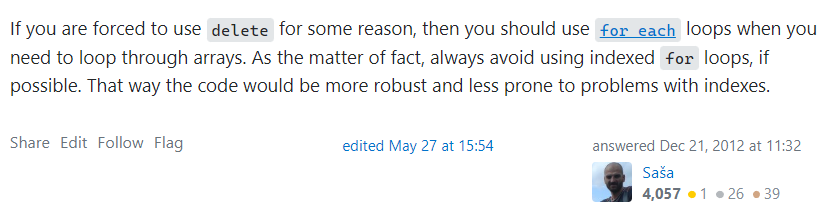 If you are forced to use delete for some reason, then you should use for each loops when you
need to loop through arrays. As the matter of fact, always avoid using indexed for loops, if
possible. That way the code would be more robust and less prone to problems with indexes.
Share Edit Follow Flag
edited May 27 at 15:54
answered Dec 21, 2012 at 11:32
Saša
4,057 ● 1 ● 26 ● 39